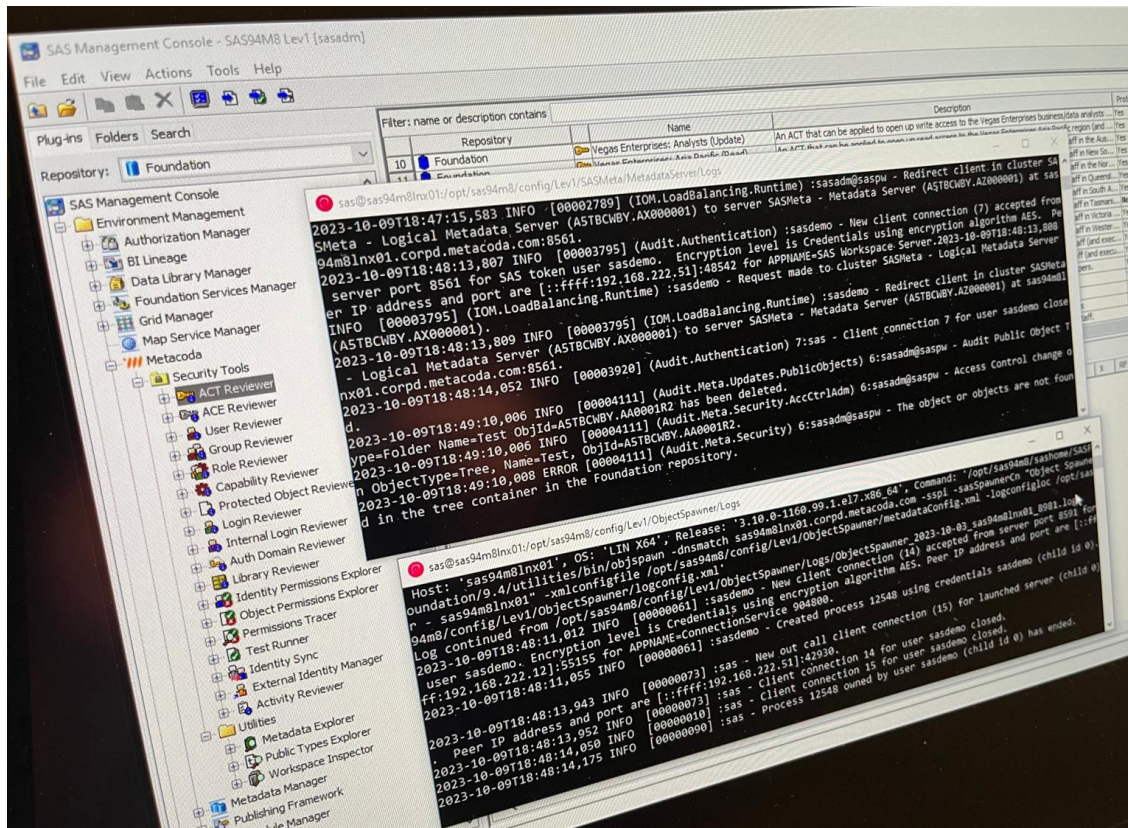 SAS Management Console - SAS94M8 Lev1 [sasadm]
File Edit View Actions Tools Help
Plug-ins Folders Search
Repository: Foundation
SAS Management Console
Environment Management
Authorization Manager
BI Lineage
Data Library Manager
Foundation Services Manager
Grid Manager
Map Service Manager
Metacoda
Security Tools
ACT Reviewer
ACE Reviewer
User Reviewer
Group Reviewer
Role Reviewer
Capability Reviewer
Protected Object Reviewe
Login Reviewer
Internal Login Reviewer
Auth Domain Reviewer
Library Reviewer
Identity Permissions Explorer
Object Permissions Explorer
Permissions Tracer
Test Runner
Identity Sync
External Identity Manager
Activity Reviewer
Utilities
Metadata Explorer
Public Types Explorer
Workspace Inspector
Metadata Manager
Publishing Framework
Manager
Filter: name or description contains
Repository Name Description
10 Foundation Vegas Enterprises: Analysts (Update) An ACT that can be applied to open up write access to the Vegas Enterprises business/data analysts ... Yes
11 Foundation Vegas Enterprises: Asia Pacific (Read)
sas@sas94m8lnx01:/opt/sas94m8/config/Lev1/SASMeta/MetadataServer/Logs
2023-10-09T18:47:15,583 INFO [00002789] (IOM.LoadBalancing.Runtime) :sasadm@saspw - Redirect client in cluster SA
SMeta - Logical Metadata Server (A5TBCWBY.AX000001) to server SASMeta - Metadata Server (A5TBCWBY.AZ000001) at sas
94m8lnx01.corpd.metacoda.com:8561.
2023-10-09T18:48:13,807 INFO [00003795] (Audit.Authentication) :sasdemo - New client connection (7) accepted from
server port 8561 for SAS token user sasdemo. Encryption level is Credentials using encryption algorithm AES. Pe
er IP address and port are [::ffff:192.168.222.51]:48542 for APPNAME=SAS Workspace Server.2023-10-09T18:48:13,808
INFO [00003795] (IOM.LoadBalancing.Runtime) :sasdemo - Request made to cluster SASMeta - Logical Metadata Server
(A5TBCWBY.AX000001).
2023-10-09T18:48:13,809 INFO [00003795] (IOM.LoadBalancing.Runtime) :sasdemo - Redirect client in cluster SASMeta
- Logical Metadata Server (A5TBCWBY.AX000001) to server SASMeta - Metadata Server (A5TBCWBY.AZ000001) at sas94m8l
nx01.corpd.metacoda.com:8561.
2023-10-09T18:48:14,052 INFO [00003920] (Audit.Authentication) 7:sas - Client connection 7 for user sasdemo close
d.
2023-10-09T18:49:10,006 INFO [00004111] (Audit.Meta.Updates.PublicObjects) 6:sasadm@saspw - Audit Public Object T
ype=Folder Name=Test ObjId=A5TBCWBY.AA0001R2 has been deleted.
2023-10-09T18:49:10,006 INFO [00004111] (Audit.Meta.Security.AccCtrlAdm) 6:sasadm@saspw - Access Control change o
n ObjectType=Tree, Name=Test, ObjId=A5TBCWBY.AA0001R2.
2023-10-09T18:49:10,008 ERROR [00004111] (Audit.Meta.Security) 6:sasadm@saspw - The object or objects are not foun
d in the tree container in the Foundation repository.
sas@sas94m8lnx01:/opt/sas94m8/config/Lev1/ObjectSpawner/Logs
Host: 'sas94m8lnx01', OS: 'LIN X64', Release: '3.10.0-1160.99.1.el7.x86_64', Command: '/opt/sas94m8/sashome/SASF
oundation/9.4/utilities/bin/objspawn -dnsmatch sas94m8lnx01.corpd.metacoda.com -sspi -sasSpawnerCn "Object Spawne
r - sas94m8lnx01" -xmlconfigfile /opt/sas94m8/config/Lev1/ObjectSpawner/metadataConfig.xml -logconfigloc /opt/sas
94m8/config/Lev1/ObjectSpawner/logconfig.xml'
Log continued from /opt/sas94m8/config/Lev1/ObjectSpawner/Logs/ObjectSpawner_2023-10-03_sas94m8lnx01_8981.log
2023-10-09T18:48:11,012 INFO [00000061] :sasdemo - New client connection (14) accepted from server port 8591 for
user sasdemo. Encryption level is Credentials using encryption algorithm AES. Peer IP address and port are [::ff
ff:192.168.222.12]:55155 for APPNAME=ConnectionService 904800.
2023-10-09T18:48:11,055 INFO [00000061] :sasdemo - Created process 12548 using credentials sasdemo (child id 0).
2023-10-09T18:48:13,943 INFO [00000073] :sas - New out call client connection (15) for launched server (child 0)
. Peer IP address and port are [::ffff:192.168.222.51]:42930.
2023-10-09T18:48:13,952 INFO [00000073] :sas - Client connection 14 for user sasdemo closed.
2023-10-09T18:48:14,050 INFO [00000010] :sas - Client connection 15 for user sasdemo closed.
2023-10-09T18:48:14,175 INFO [00000090] :sas - Process 12548 owned by user sasdemo (child id 0) has ended.